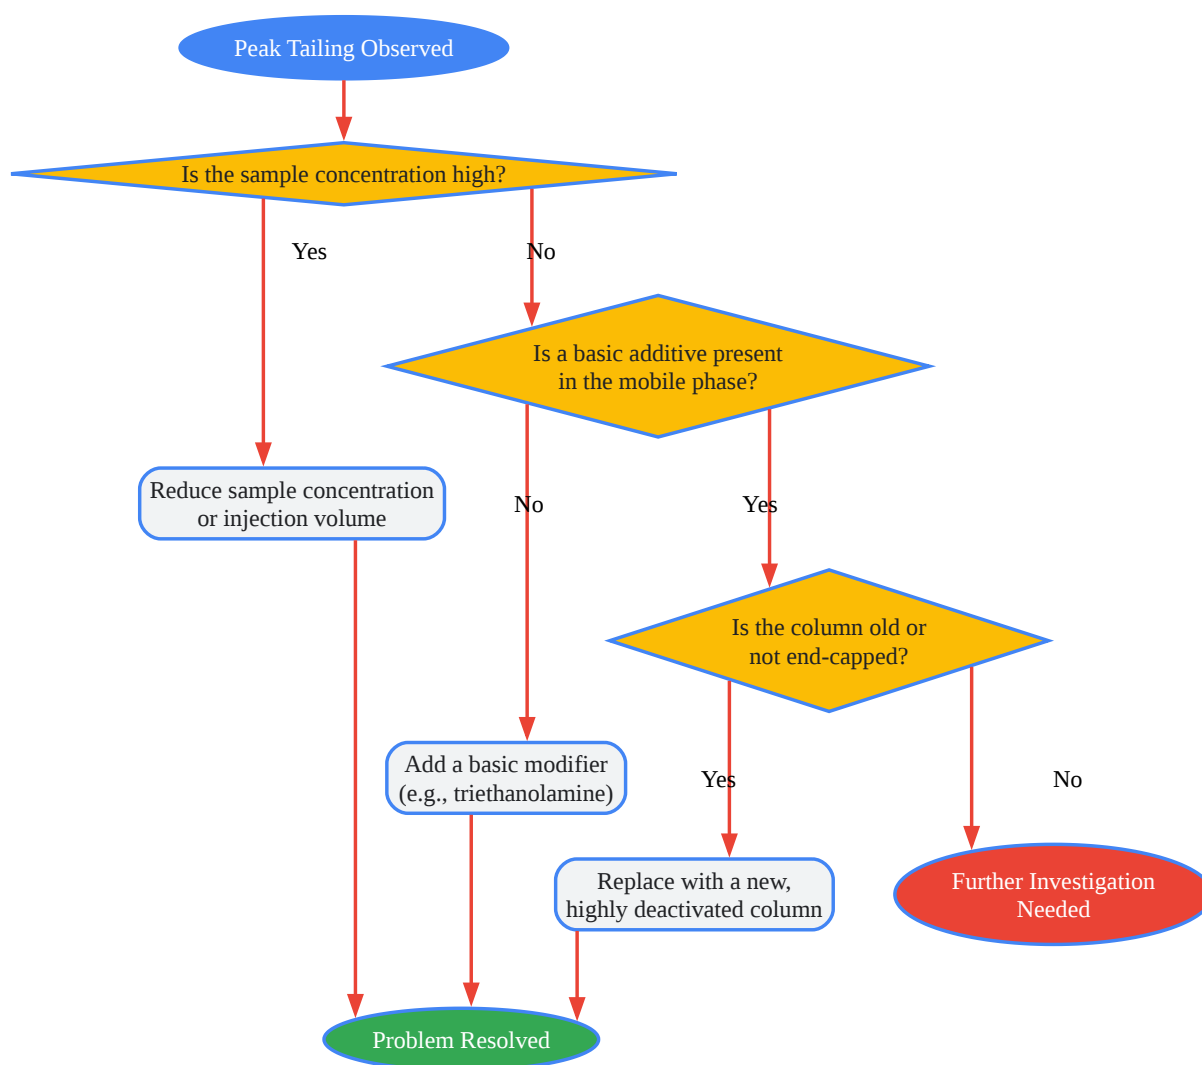 Peak Tailing Observed
Is the sample concentration high?
Yes
No
Is a basic additive present
in the mobile phase?
Reduce sample concentration
or injection volume
No
Yes
Is the column old or
not end-capped?
Add a basic modifier
(e.g., triethanolamine)
Yes
No
Replace with a new,
highly deactivated column
Further Investigation
Needed
Problem Resolved